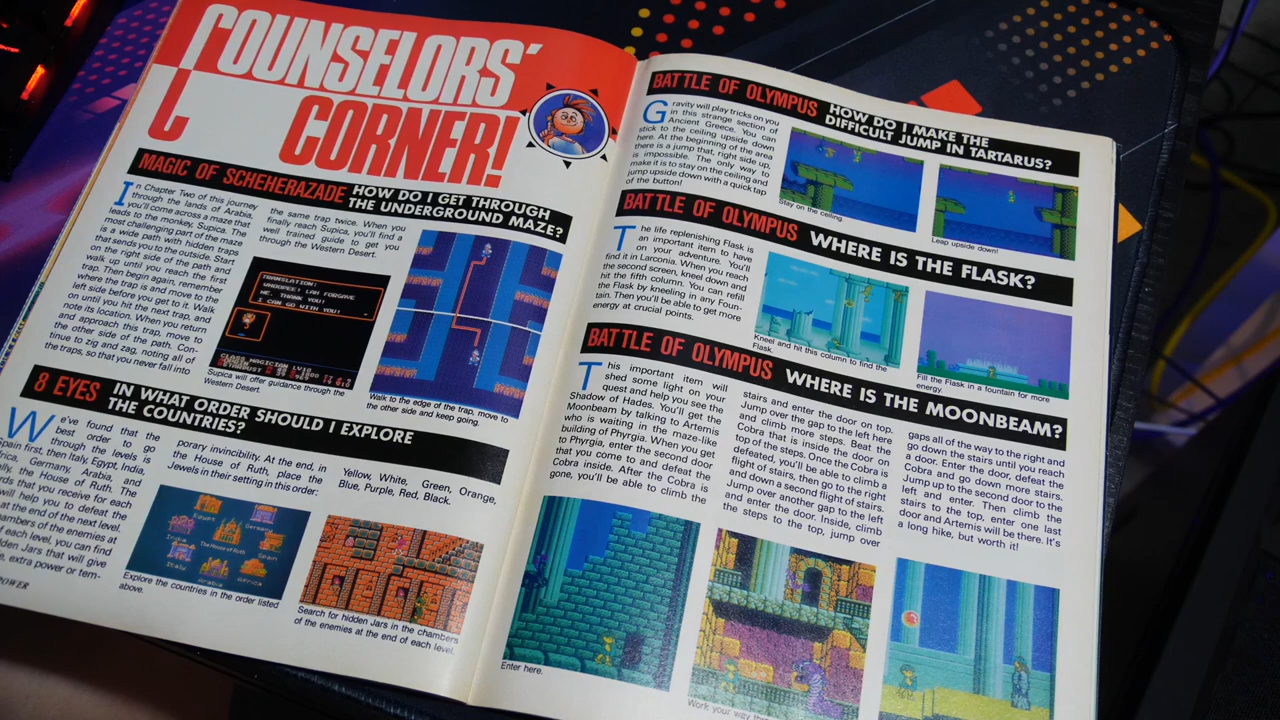 COUNSELORS'
CORNER!
MAGIC OF SCHEHERAZADE HOW DO I GET THROUGH
THE UNDERGROUND MAZE?
In Chapter Two of this journey
through the lands of Arabia,
you'll come across a maze that
leads to the monkey, Supica. The
most challenging part of the maze
is a wide path with hidden traps
that sends you to the outside. Start
on the right side of the path and
walk up until you reach the first
trap. Then begin again, remember
where the trap is and move to the
left side before you get to it. Walk
on until you hit the next trap, and
note its location. When you return
and approach this trap, move to
the other side of the path. Con-
tinue to zig and zag, noting all of
the traps, so that you never fall into
the same trap twice. When you
finally reach Supica, you'll find a
well trained guide to get you
through the Western Desert.
TRANSLATION:
WHOOPEE! LAH FORGAVE
ME. THANK YOU!
I CAN GO WITH YOU!
CLASS MAGICIAN LV10
Supica will offer guidance through the
Western Desert.
Walk to the edge of the trap, move to
the other side and keep going.
8 EYES IN WHAT ORDER SHOULD I EXPLORE
THE COUNTRIES?
We've found that the
best order to
go through the levels is
Spain first, then Italy, Egypt, India,
Germany, Arabia, and
the House of Ruth. The
that you receive for each
will help you to defeat the
at the end of the next level.
of the enemies at
of each level, you can find
Jars that will give
extra power or tem-
porary invincibility. At the end, in
the House of Ruth, place the
Jewels in their setting in this order:
Yellow, White, Green, Orange,
Blue, Purple, Red, Black.
Egypt
Germany
India
The House of Ruth
Spain
Italy
Arabia
Africa
Explore the countries in the order listed
above.
Search for hidden Jars in the chambers
of the enemies at the end of each level.
POWER
BATTLE OF OLYMPUS HOW DO I MAKE THE
DIFFICULT JUMP IN TARTARUS?
Gravity will play tricks on you
in this strange section of
Ancient Greece. You can
stick to the ceiling upside down
here. At the beginning of the area
there is a jump that, right side up,
is impossible. The only way to
make it is to stay on the ceiling and
jump upside down with a quick tap
of the button!
Stay on the ceiling.
Leap upside down!
BATTLE OF OLYMPUS WHERE IS THE FLASK?
The life replenishing Flask is
an important item to have
on your adventure. You'll
find it in Larconia. When you reach
the second screen, kneel down and
hit the fifth column. You can refill
the Flask by kneeling in any Foun-
tain. Then you'll be able to get more
energy at crucial points.
Kneel and hit this column to find the
Flask.
Fill the Flask in a fountain for more
energy.
BATTLE OF OLYMPUS WHERE IS THE MOONBEAM?
This important item will
shed some light on your
quest and help you see the
Shadow of Hades. You'll get the
Moonbeam by talking to Artemis
who is waiting in the maze-like
building of Phrygia. When you get
to Phrygia, enter the second door
that you come to and defeat the
Cobra inside. After the Cobra is
gone, you'll be able to climb the
stairs and enter the door on top.
Jump over the gap to the left here
and climb more steps. Beat the
Cobra that is inside the door on
top of the steps. Once the Cobra is
defeated, you'll be able to climb a
flight of stairs, then go to the right
and down a second flight of stairs.
Jump over another gap to the left
and enter the door. Inside, climb
the steps to the top, jump over
gaps all of the way to the right and
go down the stairs until you reach
a door. Enter the door, defeat the
Cobra and go down more stairs.
Jump up to the second door to the
left and enter. Then climb the
stairs to the top, enter one last
door and Artemis will be there. It's
a long hike, but worth it!
Enter here.
Work your way